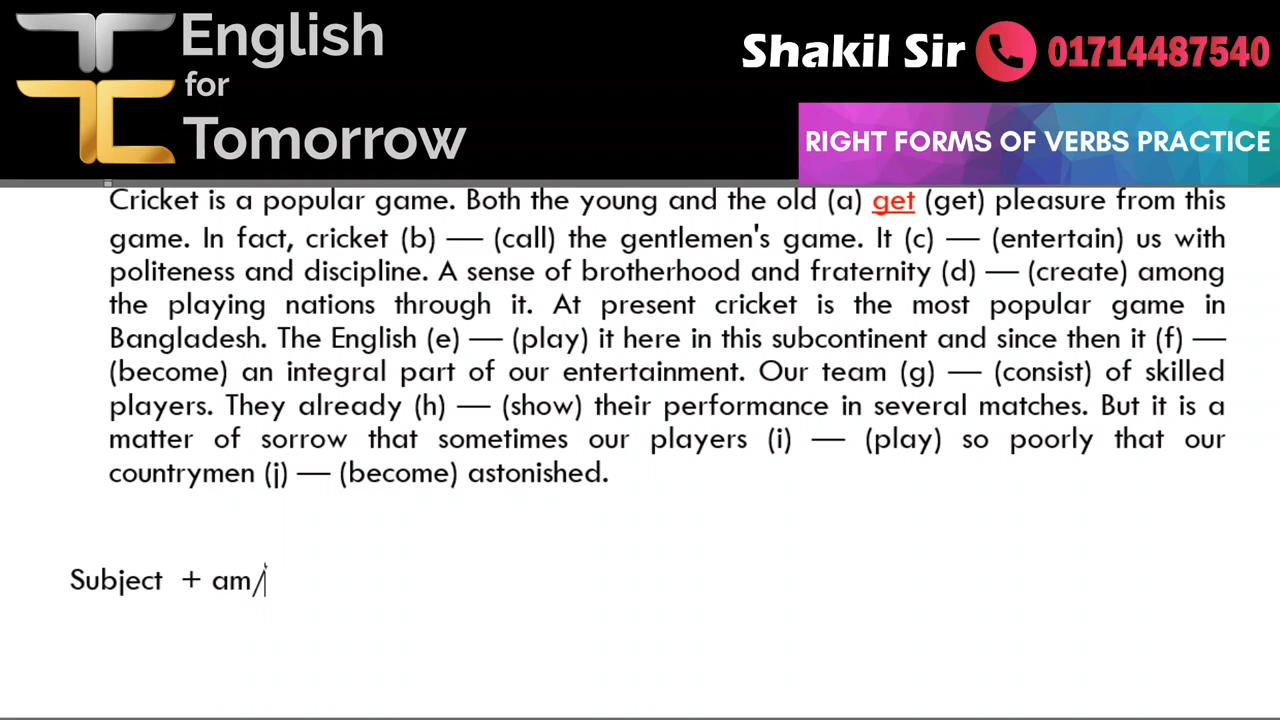 English
for
Tomorrow
Shakil Sir 01714487540
RIGHT FORMS OF VERBS PRACTICE
Cricket is a popular game. Both the young and the old (a) get (get) pleasure from this
game. In fact, cricket (b) — (call) the gentlemen's game. It (c) — (entertain) us with
politeness and discipline. A sense of brotherhood and fraternity (d) — (create) among
the playing nations through it. At present cricket is the most popular game in
Bangladesh. The English (e) — (play) it here in this subcontinent and since then it (f) —
(become) an integral part of our entertainment. Our team (g) — (consist) of skilled
players. They already (h) — (show) their performance in several matches. But it is a
matter of sorrow that sometimes our players (i) — (play) so poorly that our
countrymen (j) — (become) astonished.
Subject + am/